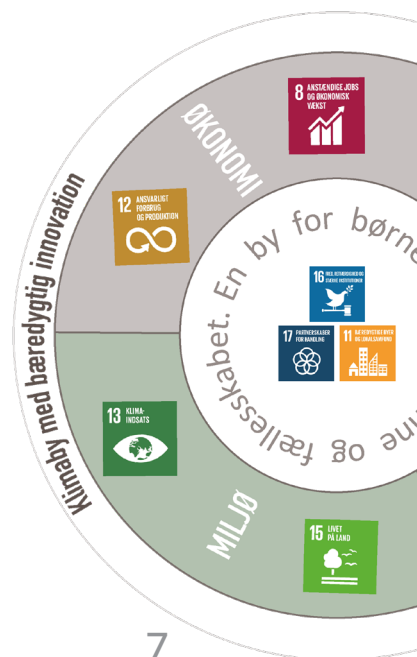 Klimaby med bæredygtig innovation
ØKONOMI
8 ANSTÆNDIGE JOBS
OG ØKONOMISK
VÆKST
12 ANSVARLIGT
FORBRUG
OG PRODUKTION
En by for børne
16 FRED, RETFÆRDIGHED OG
STÆRKE INSTITUTIONER
17 PARTNERSKABER
FOR HANDLING
11 BÆREDYGTIGE BYER
OG LOKALSAMFUND
ne og fællesskabet.
13 KLIMA-
INDSATS
MILJØ
15 LIVET
PÅ LAND
7